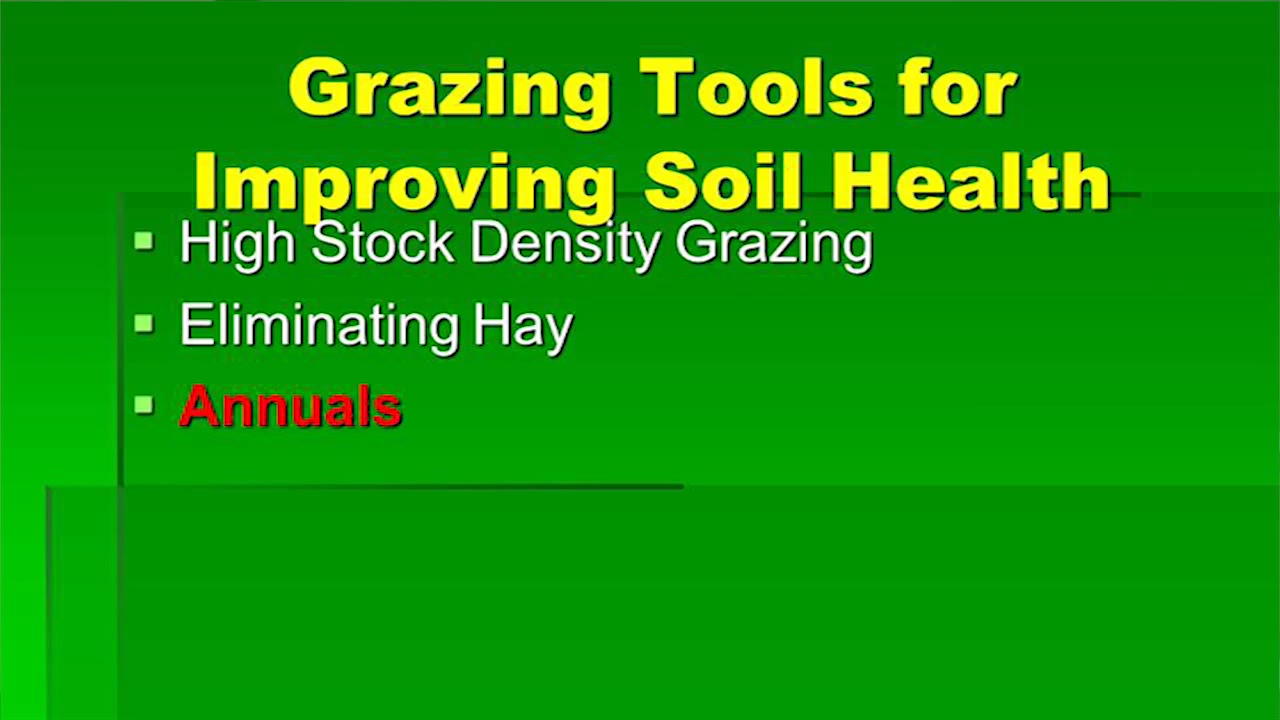 Grazing Tools for
Improving Soil Health
High Stock Density Grazing
Eliminating Hay
Annuals